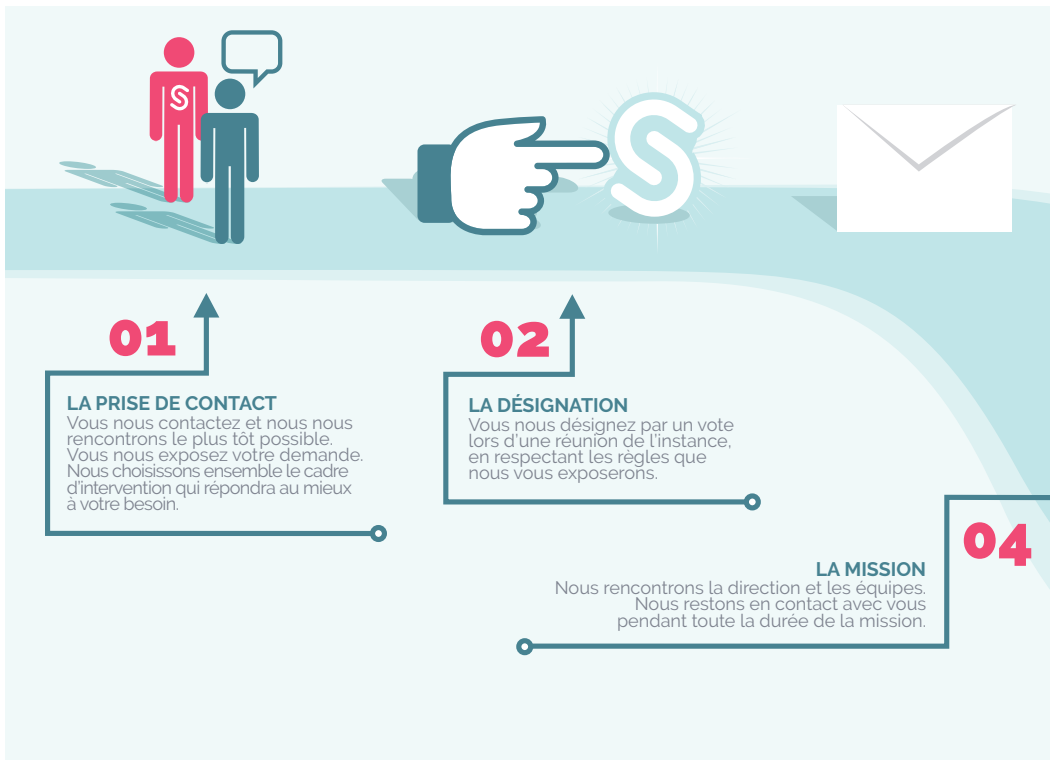 01
LA PRISE DE CONTACT
Vous nous contactez et nous nous
rencontrons le plus tôt possible.
Vous nous exposez votre demande.
Nous choisissons ensemble le cadre
d'intervention qui répondra au mieux
à votre besoin.
02
LA DÉSIGNATION
Vous nous désignez par un vote
lors d'une réunion de l'instance,
en respectant les règles que
nous vous exposerons.
04
LA MISSION
Nous rencontrons la direction et les équipes.
Nous restons en contact avec vous
pendant toute la durée de la mission.